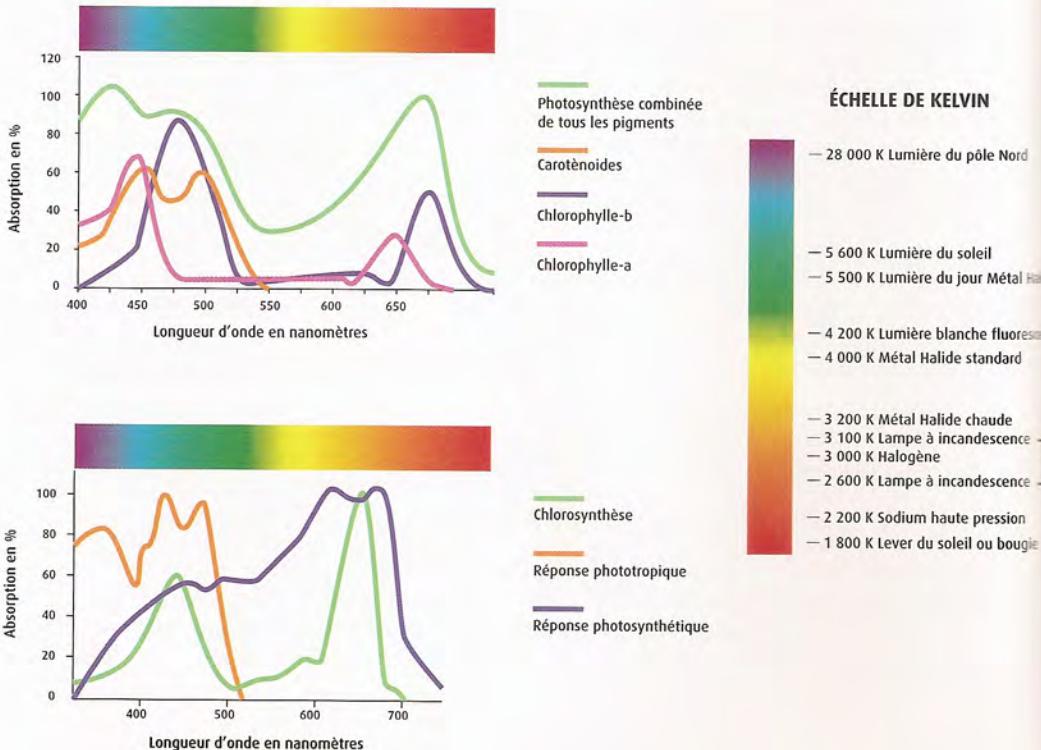 120
100
80
60
40
20
0
Absorption en %
400
450
500
550
600
650
Longueur d'onde en nanomètres
Photosynthèse combinée
de tous les pigments
Carotènoides
Chlorophylle-b
Chlorophylle-a
100
80
60
40
20
0
Absorption en %
400
500
600
700
Longueur d'onde en nanomètres
Chlorosynthèse
Réponse phototropique
Réponse photosynthétique
ÉCHELLE DE KELVIN
28 000 K Lumière du pôle Nord
5 600 K Lumière du soleil
5 500 K Lumière du jour Métal
4 200 K Lumière blanche
4 000 K Métal Halide standard
3 200 K Métal Halide chaude
3 100 K Lampe à incandescence
3 000 K Halogène
2 600 K Lampe à incandescence
2 200 K Sodium haute pression
1 800 K Lever du soleil ou bougie